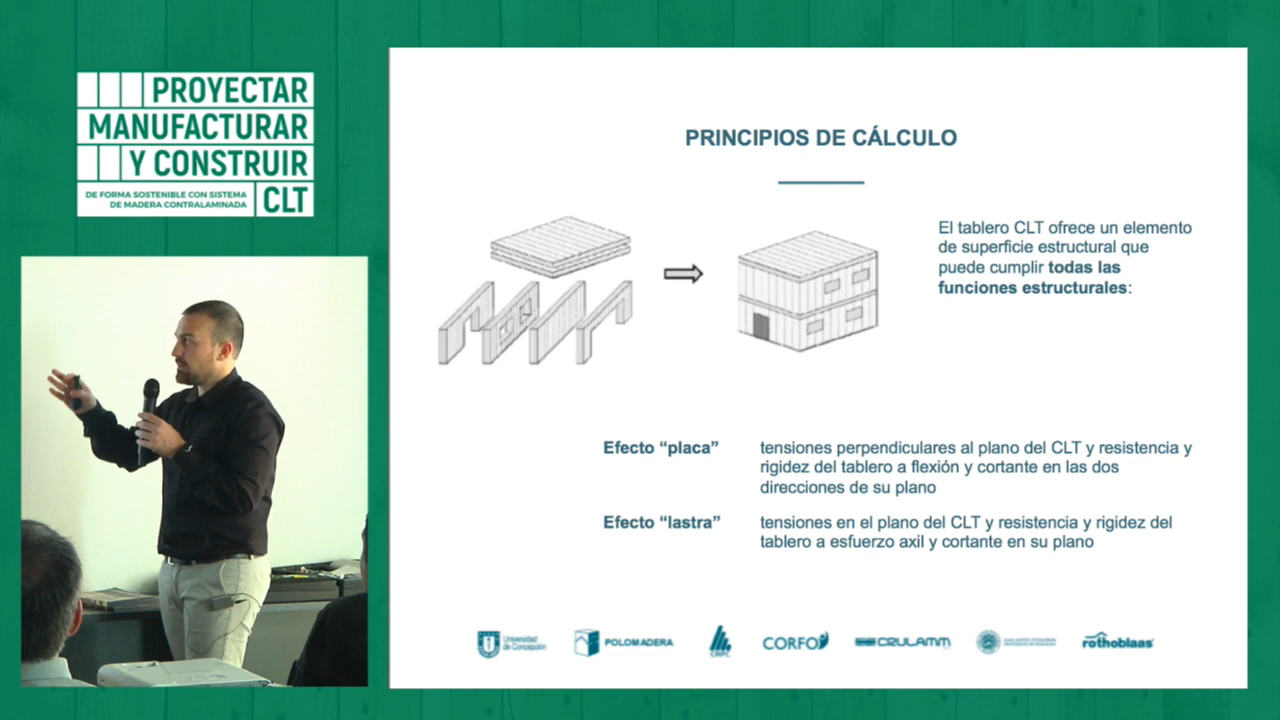 PROYECTAR
MANUFACTURAR
Y CONSTRUIR
DE FORMA SOSTENIBLE CON SISTEMA
DE MADERA CONTRALAMINADA
CLT
PRINCIPIOS DE CÁLCULO
El tablero CLT ofrece un elemento
de superficie estructural que
puede cumplir todas las
funciones estructurales:
Efecto “placa”
tensiones perpendiculares al plano del CLT y resistencia y
rigidez del tablero a flexión y cortante en las dos
direcciones de su plano
Efecto “lastra”
tensiones en el plano del CLT y resistencia y rigidez del
tablero a esfuerzo axil y cortante en su plano
Universidad
de Concepción
POLOMADERA
CMPC
CORFO
CRULAMM
rothoblaas